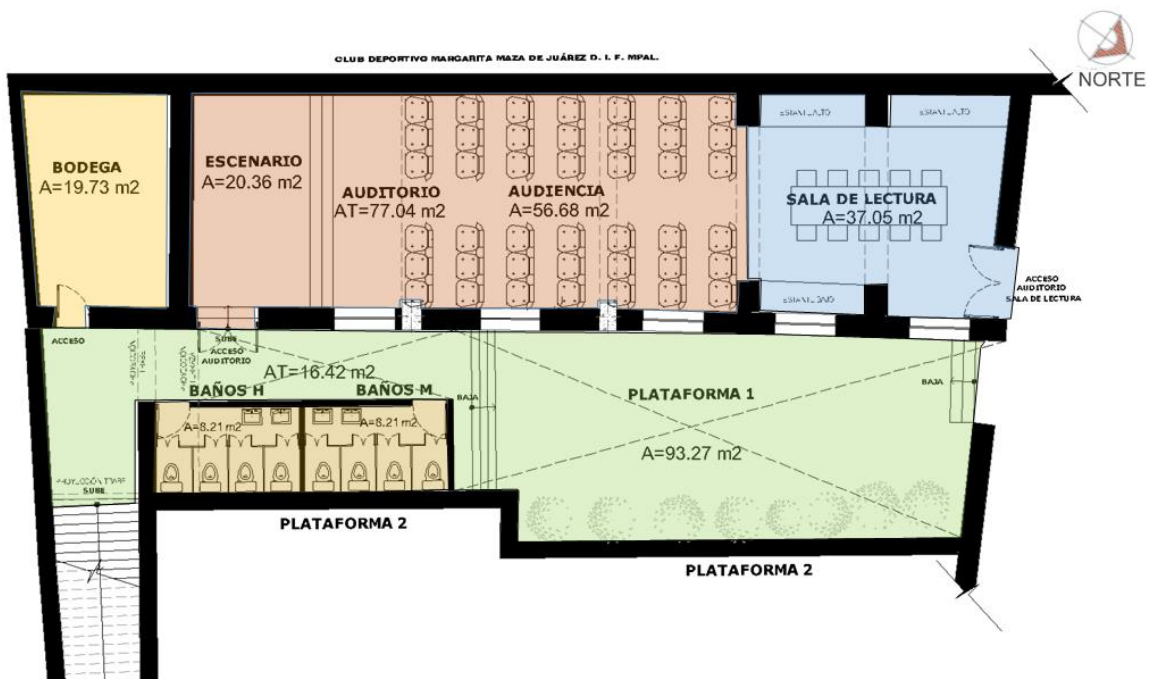 CLUB DEPORTIVO MARGARITA MAZA DE JUÁREZ D. I. F. MPAL.
NORTE
BODEGA
A=19.73 m2
ESCENARIO
A=20.36 m2
AUDITORIO
AT=77.04 m2
AUDIENCIA
A=56.68 m2
SALA DE LECTURA
A=37.05 m2
ACCESO
AUDITORIO
SALA DE LECTURA
ACCESO
SUBE
ACCESO
AUDITORIO
AT=16.42 m2
BAÑOS H
BAÑOS M
A=8.21 m2
A=8.21 m2
BAJA
PLATAFORMA 1
A=93.27 m2
BAJA
SUBE
PLATAFORMA 2
PLATAFORMA 2